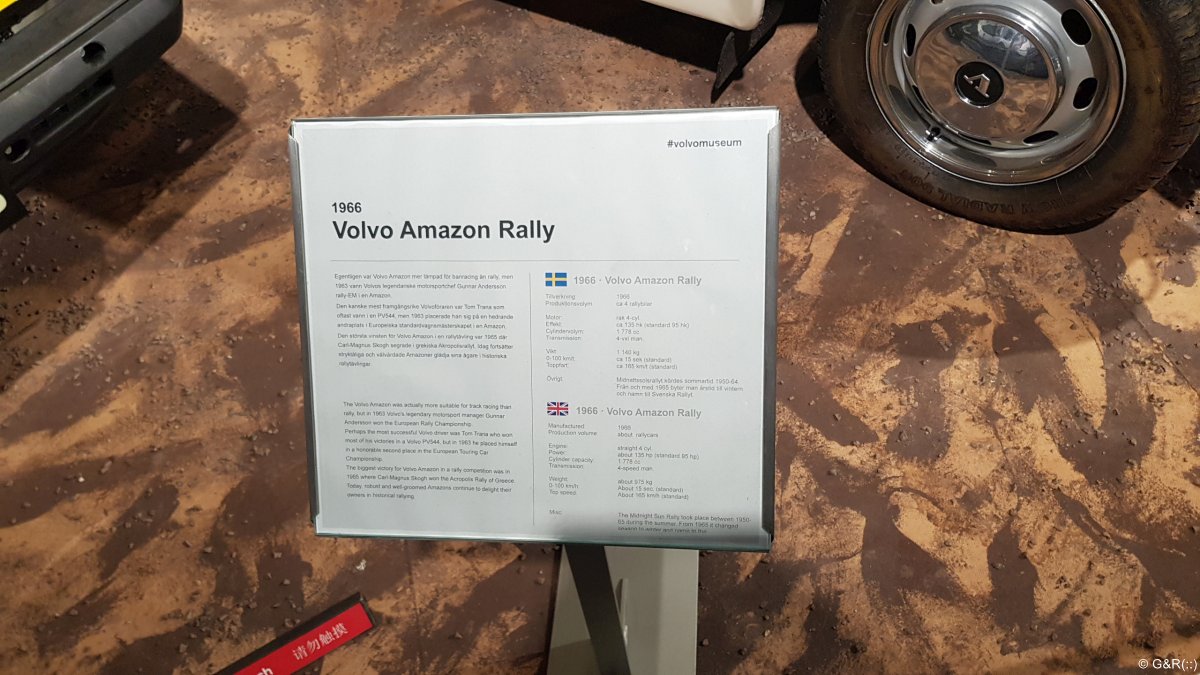 #volvomuseum
1966
Volvo Amazon Rally
Egentligen var Volvo Amazon mer lämpad för banracing än rally, men
1963 vann Volvos legendariske motorsportchef Gunnar Andersson
rally-EM i en Amazon.
Den kanske mest framgångsrike Volvoföraren var Tom Trana som
oftast vann i en PV544, men 1963 placerade han sig på en hedrande
andraplats i Europeiska standardvagnsmästerskapet i en Amazon.
Den största vinsten för Volvo Amazon i en rallytävling var 1965 där
Carl-Magnus Skogh segrade i grekiska Akropolisrallyt. Idag fortsätter
stryktåliga och välvårdade Amazoner glädja sina ägare i historiska
rallytävlingar.
The Volvo Amazon was actually more suitable for track racing than
rally, but in 1963 Volvo's legendary motorsport manager Gunnar
Andersson won the European Rally Championship.
Perhaps the most successful Volvo driver was Tom Trana who won
most of his victories in a Volvo PV544, but in 1963 he placed himself
in a honorable second place in the European Touring Car
Championship.
The biggest victory for Volvo Amazon in a rally competition was in
1965 where Carl-Magnus Skogh won the Acropolis Rally of Greece.
Today, robust and well-groomed Amazons continue to delight their
owners in historical rallying.
1966 · Volvo Amazon Rally
Tillverkning: 1966
Produktionsvolym: ca 4 rallybilar
Motor: rak 4-cyl.
Effekt: ca 135 hk (standard 95 hk)
Cylindervolym: 1 778 cc
Transmission: 4-vxl man.
Vikt: 1 140 kg
0-100 km/t: ca 15 sek (standard)
Toppfart: ca 165 km/t (standard)
Övrigt: Midnattssolsrallyt kördes sommartid 1950-64.
Från och med 1965 byter man årstid till vintern
och namn till Svenska Rallyt.
1966 · Volvo Amazon Rally
Manufactured: 1966
Production volume: about. rallycars
Engine: straight 4 cyl.
Power: about 135 hp (standard 95 hp)
Cylinder capacity: 1 778 cc
Transmission: 4-speed man.
Weight: about 975 kg
0-100 km/h: About 15 sec. (standard)
Top speed: About 165 km/h (standard)
Misc: The Midnight Sun Rally took place between 1950-
65 during the summer. From 1965 it changed
season to winter and name to the
请勿触摸
© G&R(::)